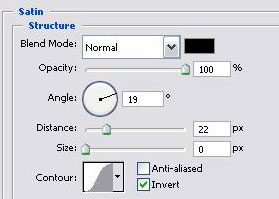 Satin
Structure
Blend Mode: Normal
Opacity: 100 %
Angle: 19 °
Distance: 22 px
Size: 0 px
Contour: Anti-aliased
Invert